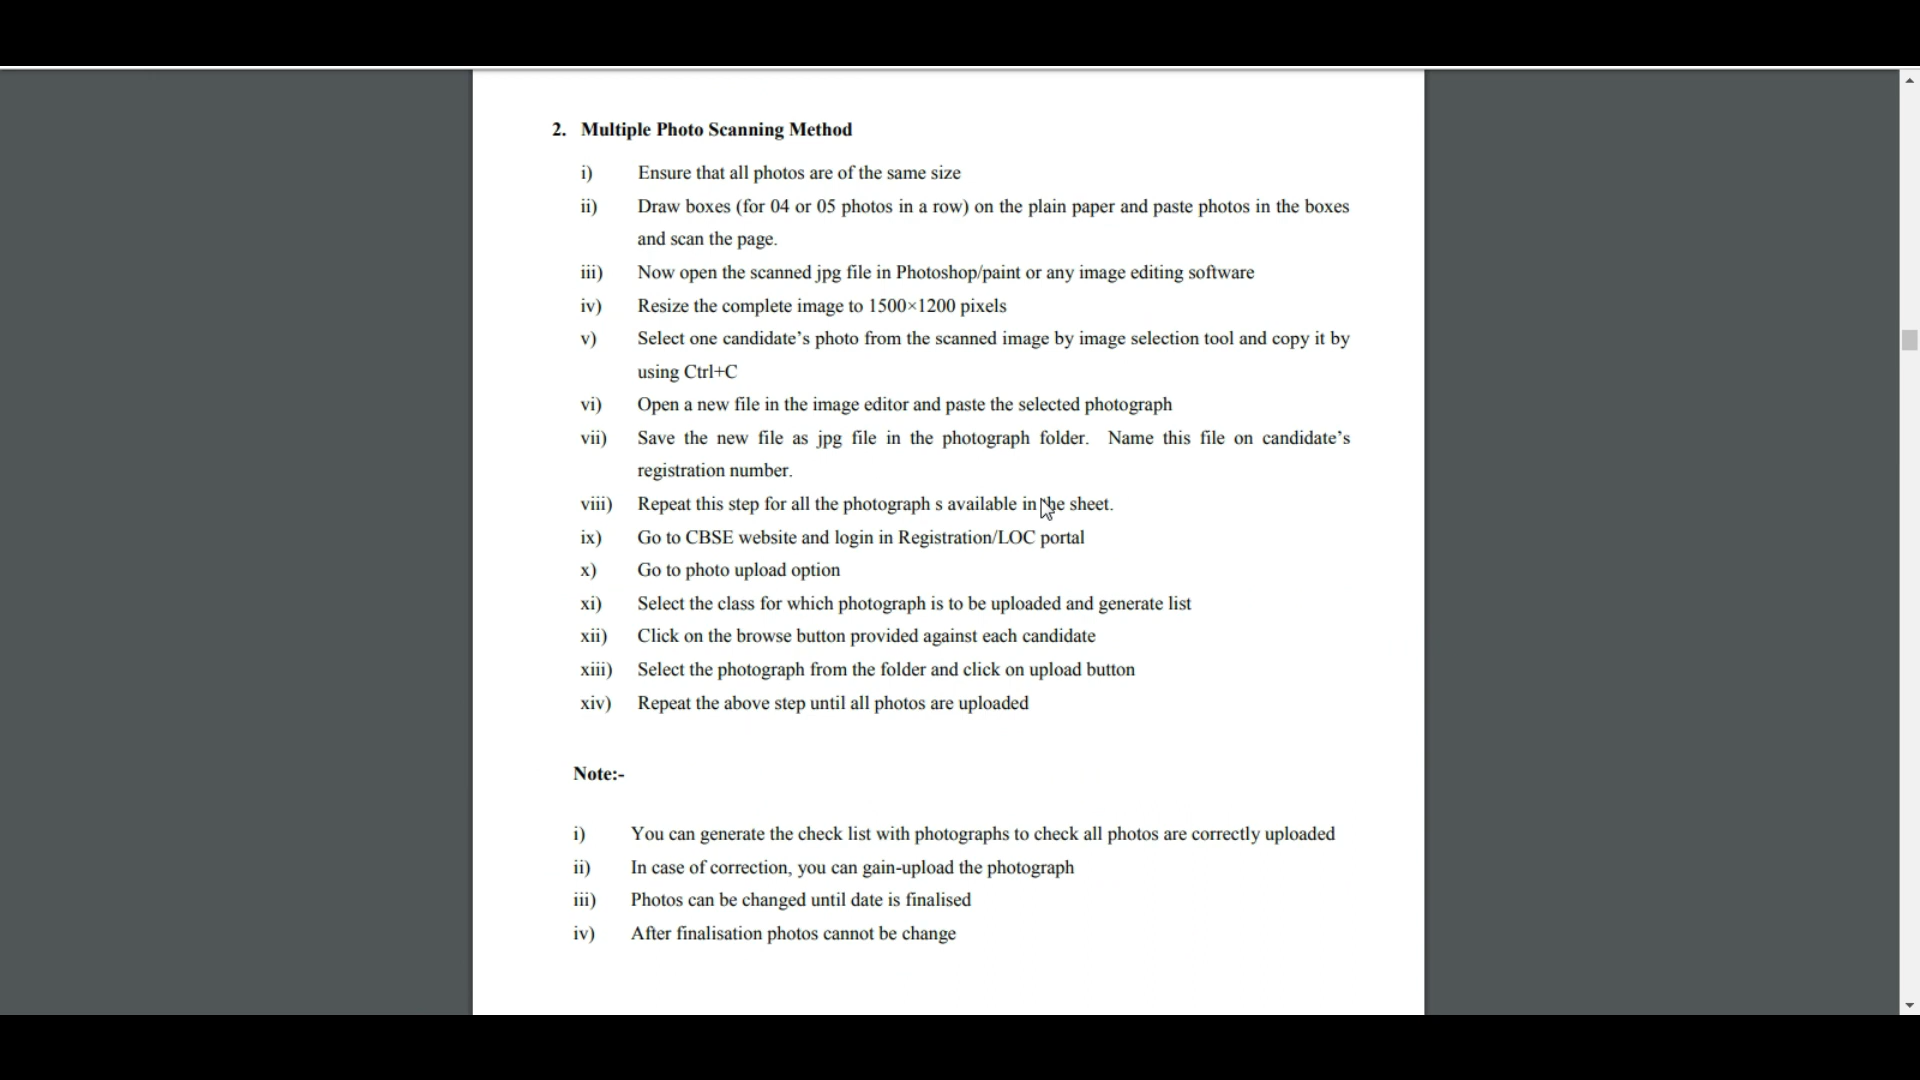 2. Multiple Photo Scanning Method
i) Ensure that all photos are of the same size
ii) Draw boxes (for 04 or 05 photos in a row) on the plain paper and paste photos in the boxes
and scan the page.
iii) Now open the scanned jpg file in Photoshop/paint or any image editing software
iv) Resize the complete image to 1500×1200 pixels
v) Select one candidate’s photo from the scanned image by image selection tool and copy it by
using Ctrl+C
vi) Open a new file in the image editor and paste the selected photograph
vii) Save the new file as jpg file in the photograph folder. Name this file on candidate’s
registration number.
viii) Repeat this step for all the photograph s available in the sheet.
ix) Go to CBSE website and login in Registration/LOC portal
x) Go to photo upload option
xi) Select the class for which photograph is to be uploaded and generate list
xii) Click on the browse button provided against each candidate
xiii) Select the photograph from the folder and click on upload button
xiv) Repeat the above step until all photos are uploaded
Note:-
i) You can generate the check list with photographs to check all photos are correctly uploaded
ii) In case of correction, you can gain-upload the photograph
iii) Photos can be changed until date is finalised
iv) After finalisation photos cannot be change